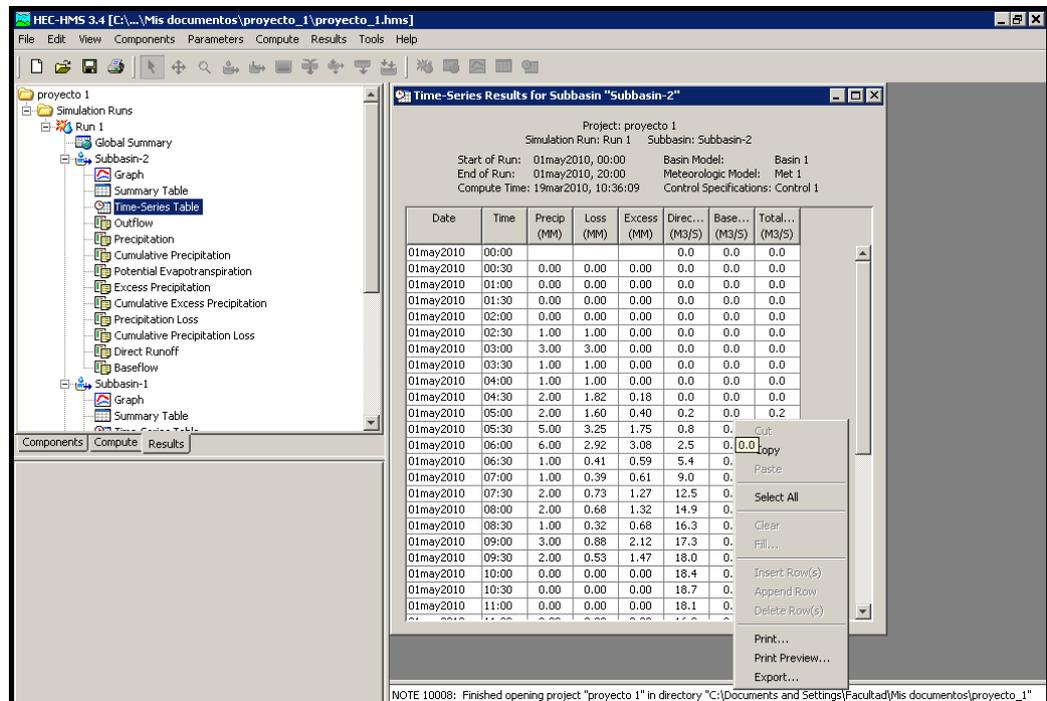 HEC-HMS 3.4 [C:\...\Mis documentos\proyecto_1\proyecto_1.hms]
File Edit View Components Parameters Compute Results Tools Help
proyecto 1
Simulation Runs
Run 1
Global Summary
Subbasin-2
Graph
Summary Table
Time-Series Table
Outflow
Precipitation
Cumulative Precipitation
Potential Evapotranspiration
Excess Precipitation
Cumulative Excess Precipitation
Precipitation Loss
Cumulative Precipitation Loss
Direct Runoff
Baseflow
Subbasin-1
Graph
Summary Table
Components Compute Results
Time-Series Results for Subbasin "Subbasin-2"
Project: proyecto 1
Simulation Run: Run 1 Subbasin: Subbasin-2
Start of Run: 01may2010, 00:00 Basin Model: Basin 1
End of Run: 01may2010, 20:00 Meteorologic Model: Met 1
Compute Time: 19mar2010, 10:36:09 Control Specifications: Control 1
Date Time Precip Loss Excess Direc... Base... Total...
(MM) (MM) (MM) (M3/S) (M3/S) (M3/S)
01may2010 00:00 0.0 0.0 0.0
01may2010 00:30 0.00 0.00 0.00 0.0 0.0 0.0
01may2010 01:00 0.00 0.00 0.00 0.0 0.0 0.0
01may2010 01:30 0.00 0.00 0.00 0.0 0.0 0.0
01may2010 02:00 0.00 0.00 0.00 0.0 0.0 0.0
01may2010 02:30 1.00 1.00 0.00 0.0 0.0 0.0
01may2010 03:00 3.00 3.00 0.00 0.0 0.0 0.0
01may2010 03:30 1.00 1.00 0.00 0.0 0.0 0.0
01may2010 04:00 1.00 1.00 0.00 0.0 0.0 0.0
01may2010 04:30 2.00 1.82 0.18 0.0 0.0 0.0
01may2010 05:00 2.00 1.60 0.40 0.2 0.0 0.2
01may2010 05:30 5.00 3.25 1.75 0.8 0.
01may2010 06:00 6.00 2.92 3.08 2.5 0. 0.0
01may2010 06:30 1.00 0.41 0.59 5.4 0.
01may2010 07:00 1.00 0.39 0.61 9.0 0.
01may2010 07:30 2.00 0.73 1.27 12.5 0.
01may2010 08:00 2.00 0.68 1.32 14.9 0.
01may2010 08:30 1.00 0.32 0.68 16.3 0.
01may2010 09:00 3.00 0.88 2.12 17.3 0.
01may2010 09:30 2.00 0.53 1.47 18.0 0.
01may2010 10:00 0.00 0.00 0.00 18.4 0.
01may2010 10:30 0.00 0.00 0.00 18.7 0.
01may2010 11:00 0.00 0.00 0.00 18.1 0.
Cut
Copy
Paste
Select All
Clear
Fill...
Insert Row(s)
Append Row
Delete Row(s)
Print...
Print Preview...
Export...
NOTE 10008: Finished opening project "proyecto 1" in directory "C:\Documents and Settings\Facultad\Mis documentos\proyecto_1"